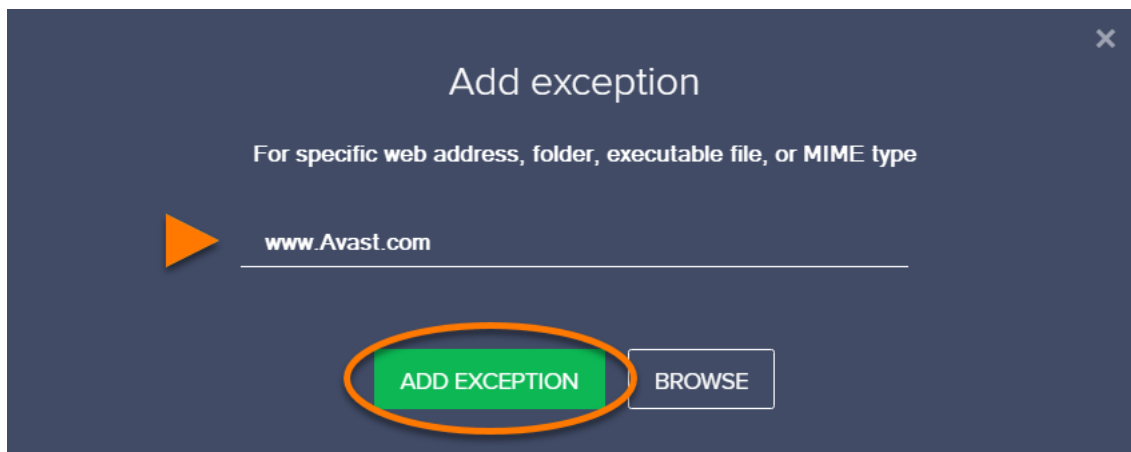 Add exception
For specific web address, folder, executable file, or MIME type
www.Avast.com
ADD EXCEPTION BROWSE